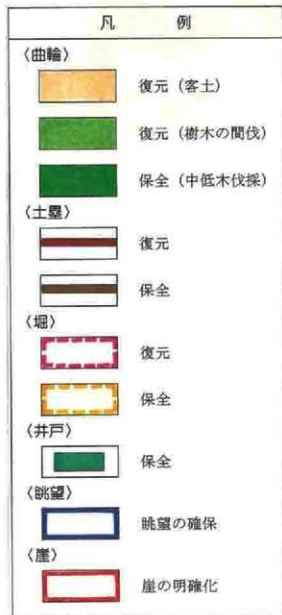 凡 例
〈曲輪〉
復元（客土）
復元（樹木の間伐）
保全（中低木伐採）
〈土塁〉
復元
保全
〈堀〉
復元
保全
〈井戸〉
保全
〈眺望〉
眺望の確保
〈崖〉
崖の明確化